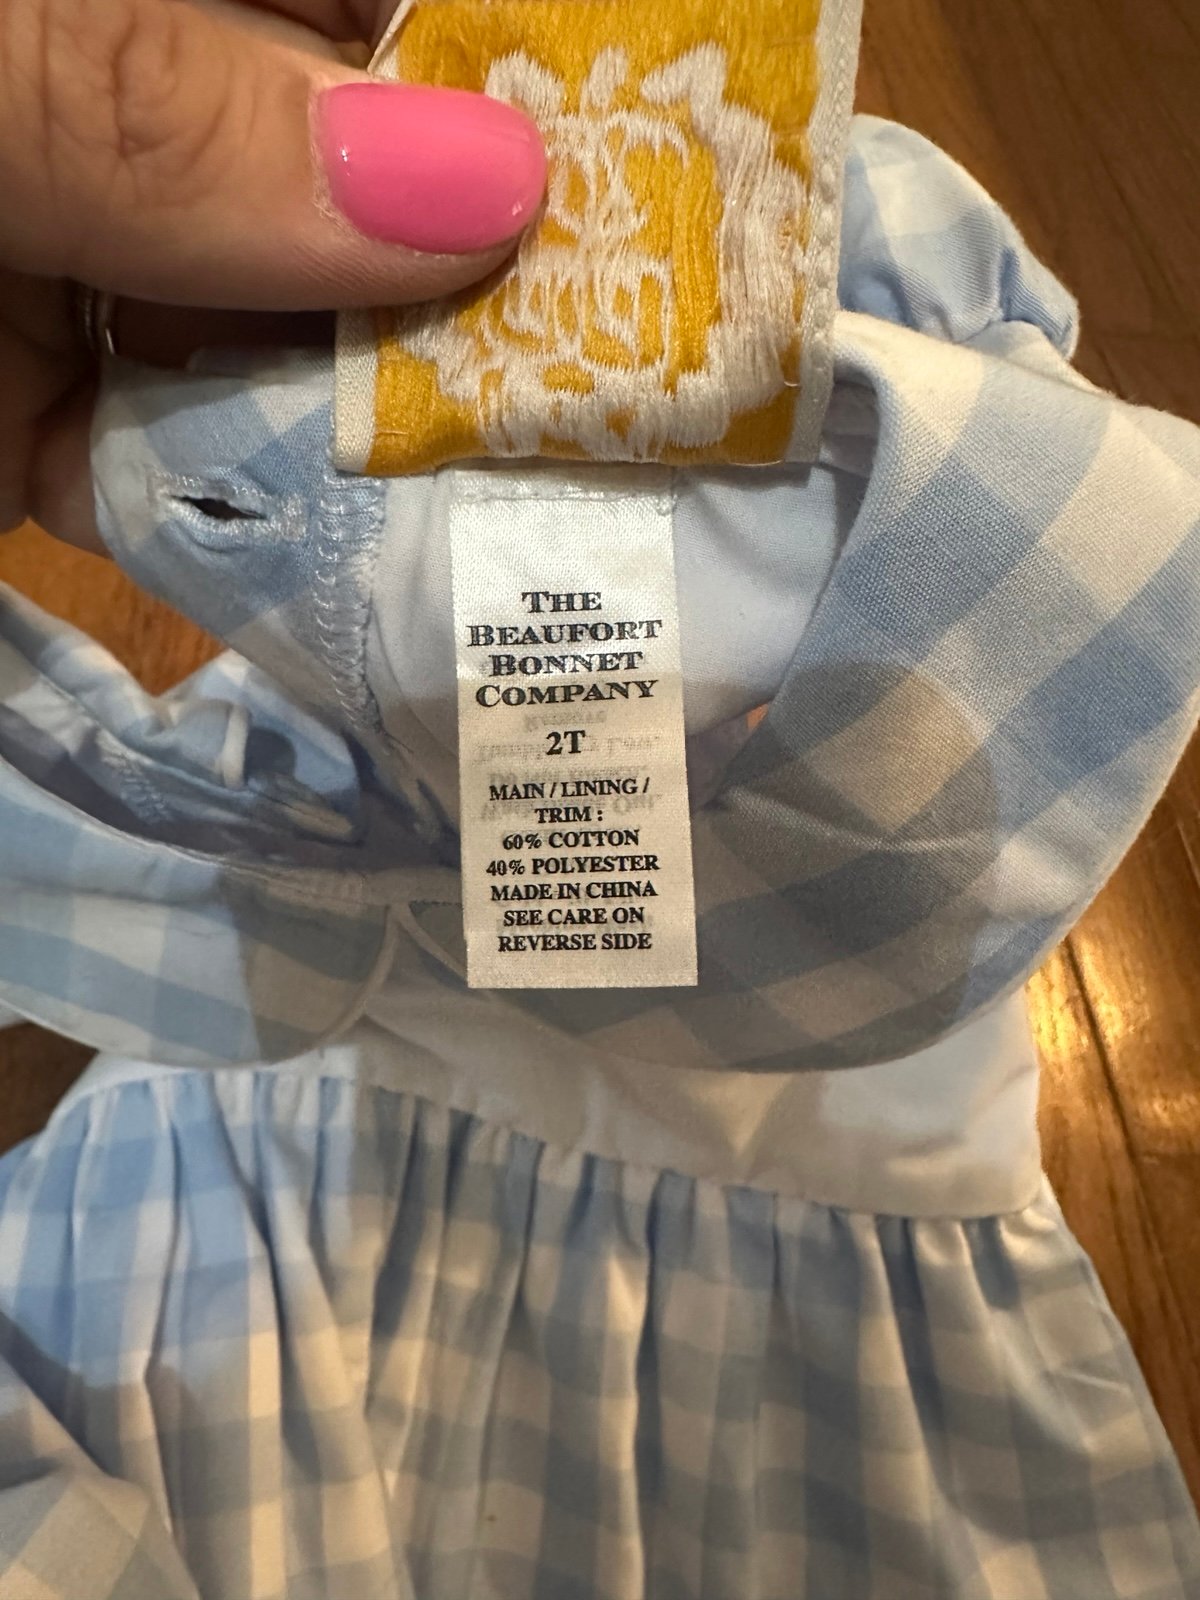 THE
BEAUFORT
BONNET
COMPANY
2T
MAIN / LINING /
TRIM :
60% COTTON
40% POLYESTER
MADE IN CHINA
SEE CARE ON
REVERSE SIDE